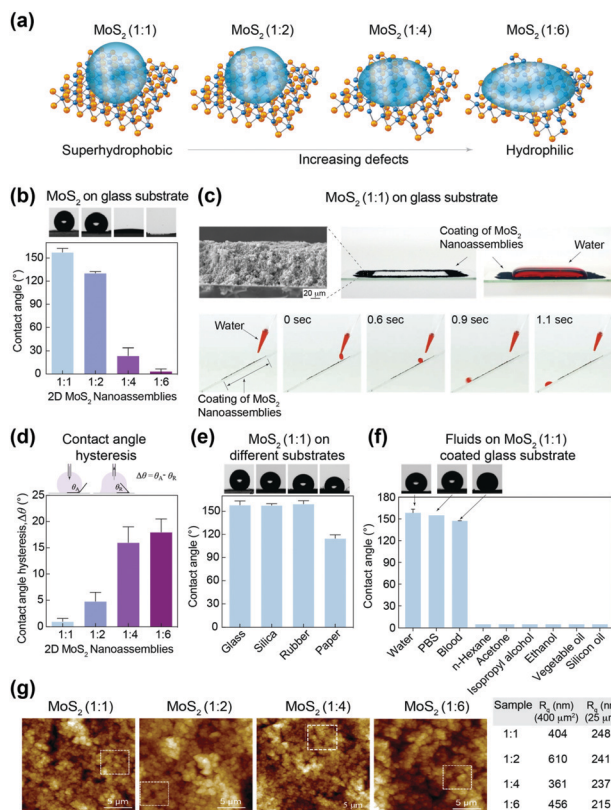 (a)
MoS2 (1:1) MoS2 (1:2) MoS2 (1:4) MoS2 (1:6)
Superhydrophobic Increasing defects Hydrophilic
(b) MoS2 on glass substrate
Contact angle (°)
150
120
90
60
30
0
1:1 1:2 1:4 1:6
2D MoS2 Nanoassemblies
(c) MoS2 (1:1) on glass substrate
20 μm
Coating of MoS2
Nanoassemblies
Water
Water
0 sec 0.6 sec 0.9 sec 1.1 sec
Coating of MoS2
Nanoassemblies
(d) Contact angle
hysteresis
θA θR Δθ = θA - θR
Contact angle hysteresis, Δθ (°)
25
20
15
10
5
0
1:1 1:2 1:4 1:6
2D MoS2 Nanoassemblies
(e) MoS2 (1:1) on
different substrates
Contact angle (°)
150
120
90
60
30
0
Glass Silica Rubber Paper
(f) Fluids on MoS2 (1:1)
coated glass substrate
Contact angle (°)
200
150
100
50
0
Water PBS Blood n-Hexane Acetone Isopropyl alcohol Ethanol Vegetable oil Silicon oil
(g)
MoS2 (1:1) MoS2 (1:2) MoS2 (1:4) MoS2 (1:6)
5 μm 5 μm 5 μm 5 μm
Sample Rq (nm) Rq (nm
(400 μm2) (25 μm
1:1 404 248
1:2 610 241
1:4 361 237
1:6 456 215